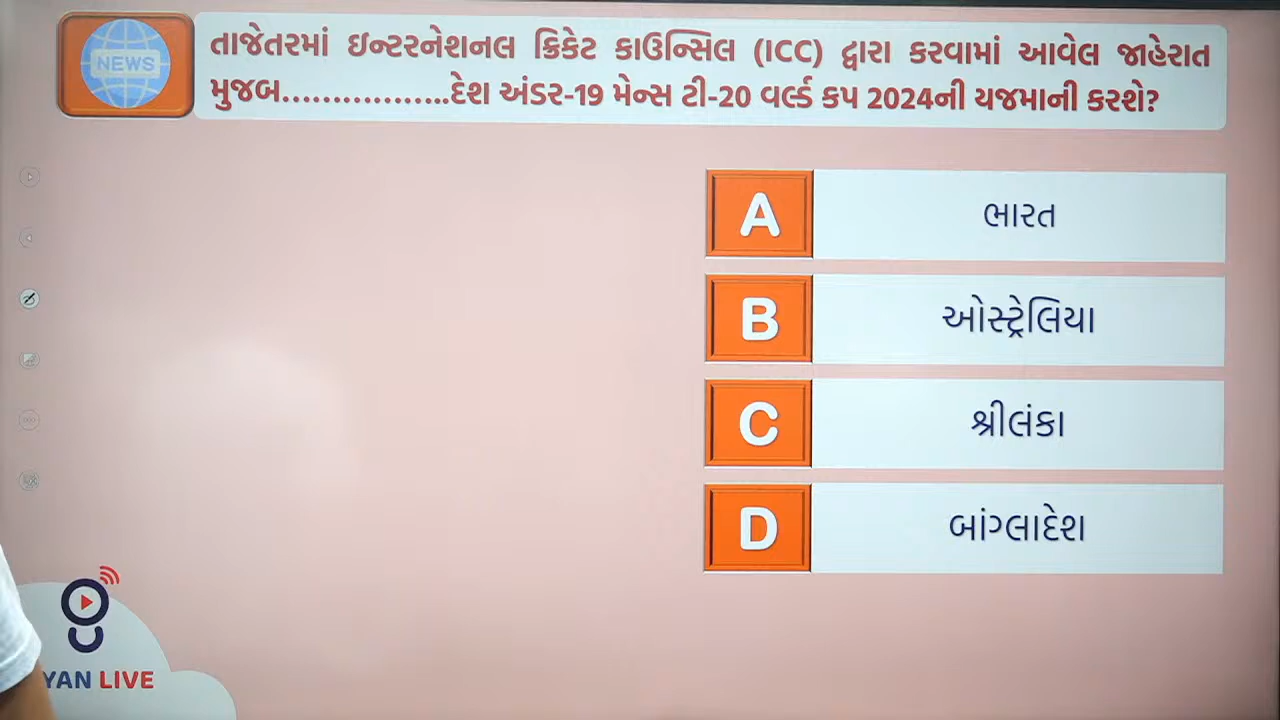 NEWS
તાજેતરમાં ઇન્ટરનેશનલ ક્રિકેટ કાઉન્સિલ (ICC) દ્વારા કરવામાં આવેલ જાહેરાત
મુજબ.................દેશ અંડર-19 મેન્સ ટી-20 વર્લ્ડ કપ 2024ની યજમાની કરશે?
A ભારત
B ઓસ્ટ્રેલિયા
C શ્રીલંકા
D બાંગ્લાદેશ
YAN LIVE